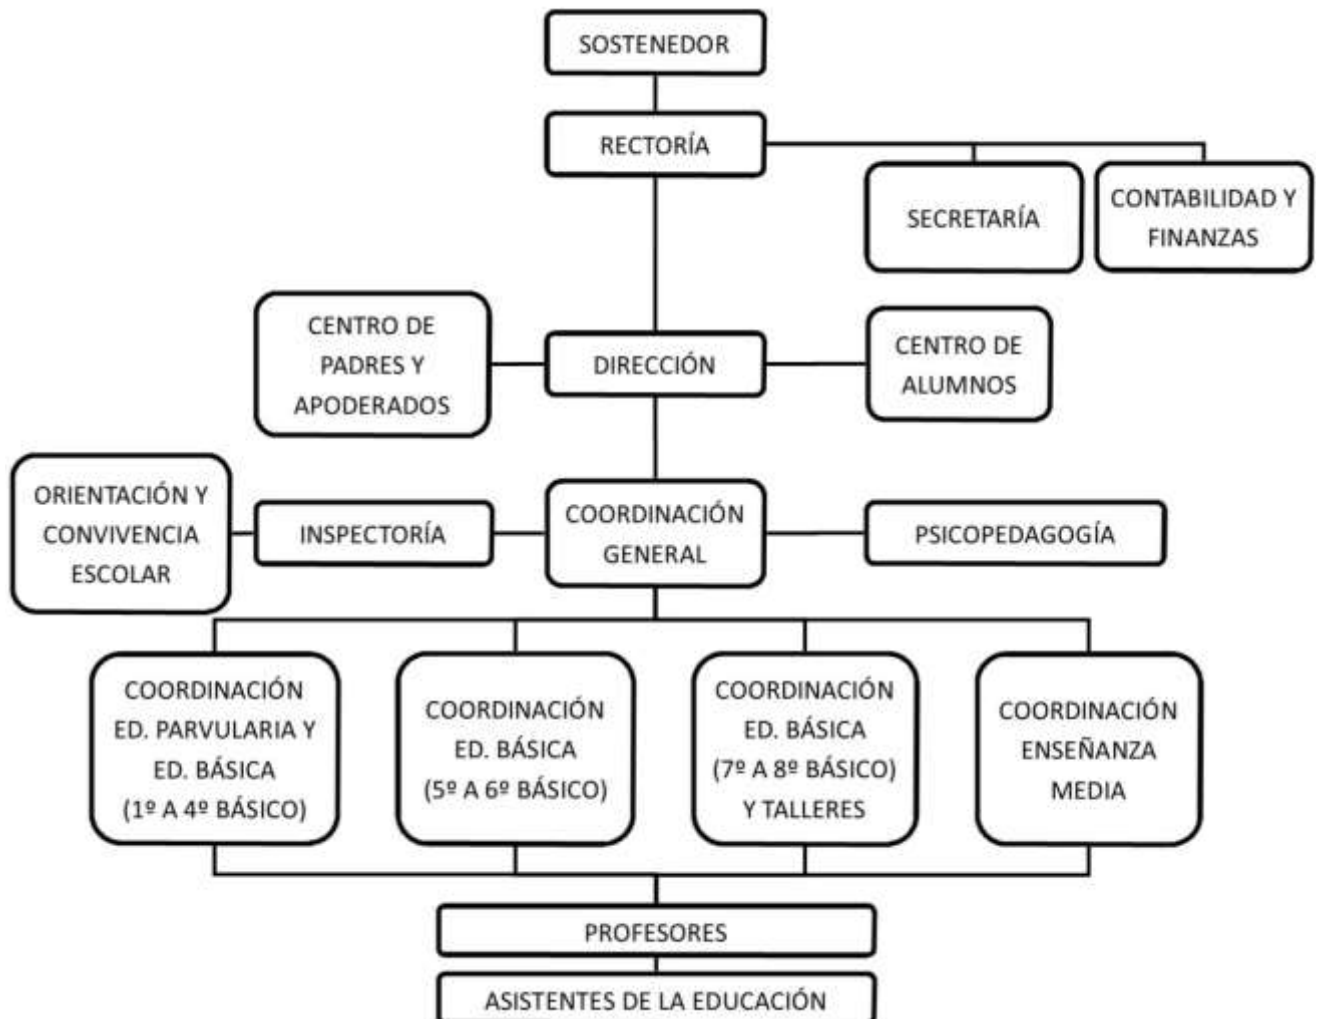 SOSTENEDOR
RECTORÍA
SECRETARÍA
CONTABILIDAD Y
FINANZAS
CENTRO DE
PADRES Y
APODERADOS
DIRECCIÓN
CENTRO DE
ALUMNOS
ORIENTACIÓN Y
CONVIVENCIA
ESCOLAR
INSPECTORÍA
COORDINACIÓN
GENERAL
PSICOPEDAGOGÍA
COORDINACIÓN
ED. PARVULARIA Y
ED. BÁSICA
(1º A 4º BÁSICO)
COORDINACIÓN
ED. BÁSICA
(5º A 6º BÁSICO)
COORDINACIÓN
ED. BÁSICA
(7º A 8º BÁSICO)
Y TALLERES
COORDINACIÓN
ENSEÑANZA
MEDIA
PROFESORES
ASISTENTES DE LA EDUCACIÓN